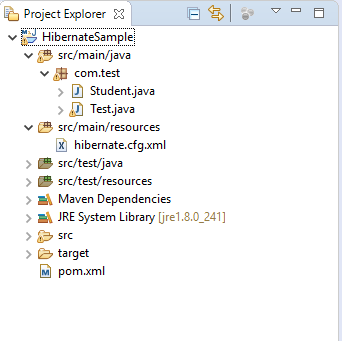 Project Explorer
HibernateSample
src/main/java
com.test
Student.java
Test.java
src/main/resources
hibernate.cfg.xml
src/test/java
src/test/resources
Maven Dependencies
JRE System Library [jre1.8.0_241]
src
target
pom.xml